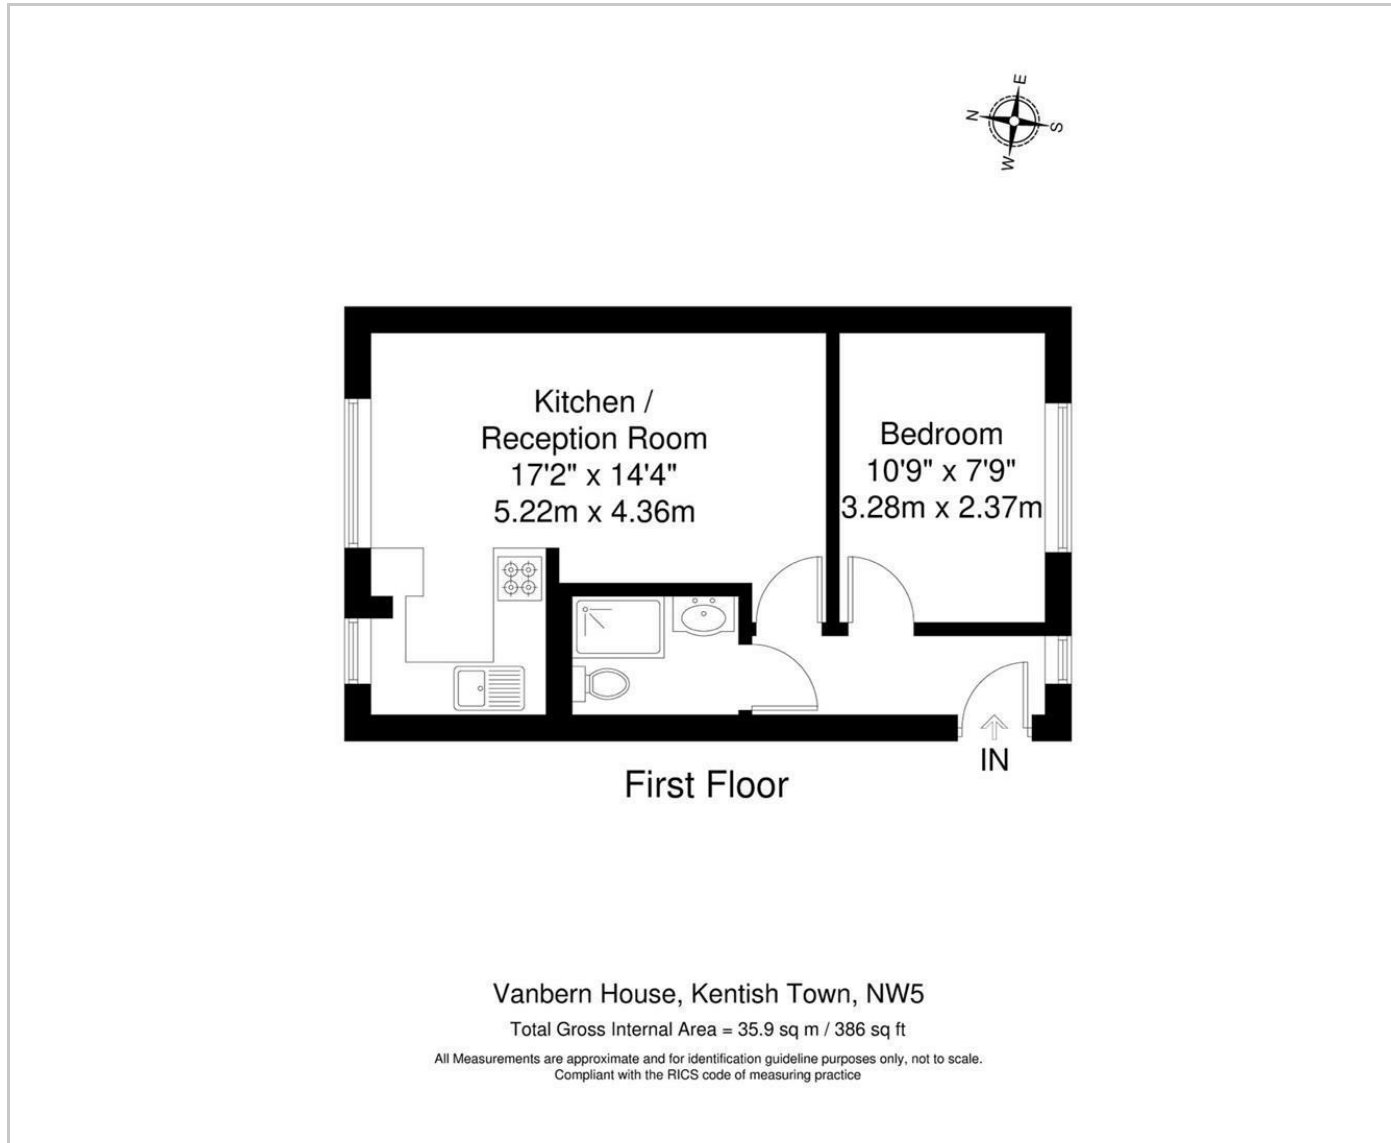 E
N
S
W
Kitchen /
Reception Room
17'2" x 14'4"
5.22m x 4.36m
Bedroom
10'9" x 7'9"
3.28m x 2.37m
IN
First Floor
Vanbern House, Kentish Town, NW5
Total Gross Internal Area = 35.9 sq m / 386 sq ft
All Measurements are approximate and for identification guideline purposes only, not to scale.
Compliant with the RICS code of measuring practice